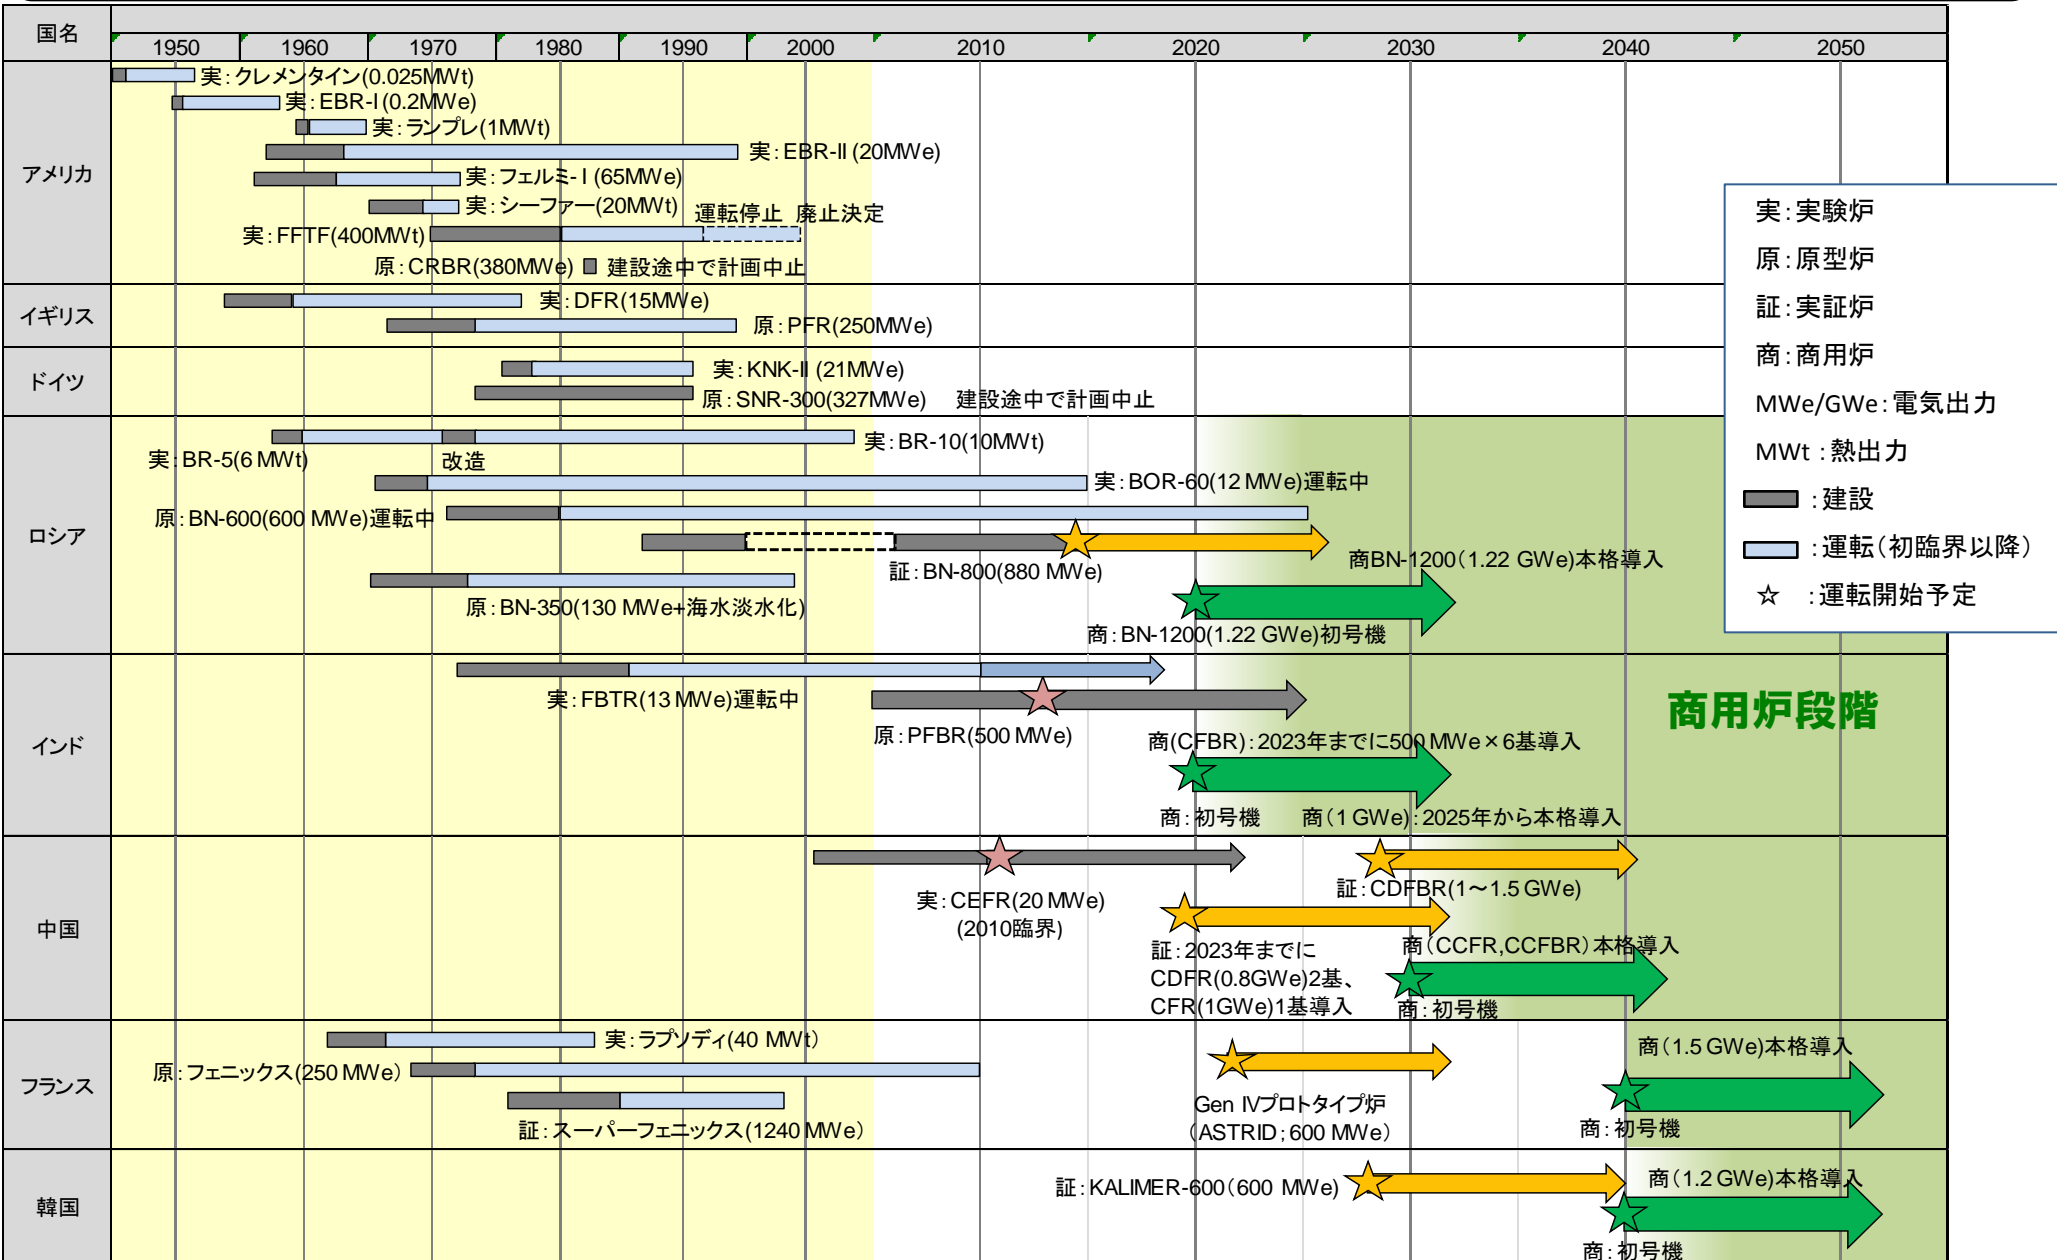 国名
1950 1960 1970 1980 1990 2000 2010 2020 2030 2040 2050
アメリカ
実：クレメンタイン(0.025MWt)
実：EBR-I(0.2MWe)
実：ランプレ(1MWt)
実：EBR-II(20MWe)
実：フェルミ-I(65MWe)
実：シーファー(20MWt)
運転停止 廃止決定
実：FFTF(400MWt)
原：CRBR(380MWe) 建設途中で計画中止
イギリス
実：DFR(15MWe)
原：PFR(250MWe)
ドイツ
実：KNK-II(21MWe)
原：SNR-300(327MWe) 建設途中で計画中止
ロシア
実：BR-10(10MWt)
実：BR-5(6 MWt) 改造
実：BOR-60(12 MWe)運転中
原：BN-600(600 MWe)運転中
証：BN-800(880 MWe)
商BN-1200(1.22 GWe)本格導入
原：BN-350(130 MWe+海水淡水化)
商：BN-1200(1.22 GWe)初号機
インド
実：FBTR(13 MWe)運転中
原：PFBR(500 MWe)
商(CFBR)：2023年までに500 MWe×6基導入
商：初号機 商(1 GWe)：2025年から本格導入
商用炉段階
中国
実：CEFR(20 MWe)
(2010臨界)
証：CDFBR(1～1.5 GWe)
証：2023年までに
CDFR(0.8GWe)2基、
CFR(1GWe)1基導入
商(CCFR,CCFBR)本格導入
商：初号機
フランス
実：ラプソディ(40 MWt)
原：フェニックス(250 MWe)
証：スーパーフェニックス(1240 MWe)
Gen IVプロトタイプ炉
(ASTRID;600 MWe)
商(1.5 GWe)本格導入
商：初号機
韓国
証：KALIMER-600(600 MWe)
商(1.2 GWe)本格導入
商：初号機
実：実験炉
原：原型炉
証：実証炉
商：商用炉
MWe/GWe：電気出力
MWt：熱出力
：建設
：運転(初臨界以降)
☆ ：運転開始予定